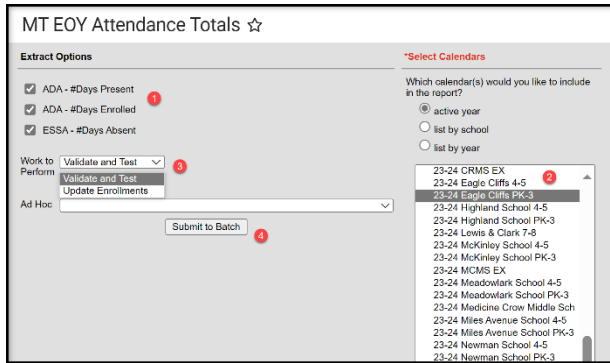 MT EOY Attendance Totals ☆
Extract Options
ADA - #Days Present
1
ADA - #Days Enrolled
ESSA - #Days Absent
Work to Perform
Validate and Test
3
Validate and Test
Update Enrollments
Ad Hoc
Submit to Batch
4
*Select Calendars
Which calendar(s) would you like to include
in the report?
active year
list by school
list by year
23-24 CRMS EX
23-24 Eagle Cliffs 4-5
2
23-24 Eagle Cliffs PK-3
23-24 Highland School 4-5
23-24 Highland School PK-3
23-24 Lewis & Clark 7-8
23-24 McKinley School 4-5
23-24 McKinley School PK-3
23-24 MCMS EX
23-24 Meadowlark School 4-5
23-24 Meadowlark School PK-3
23-24 Medicine Crow Middle Sch
23-24 Miles Avenue School 4-5
23-24 Miles Avenue School PK-3
23-24 Newman School 4-5
23-24 Newman School PK-3